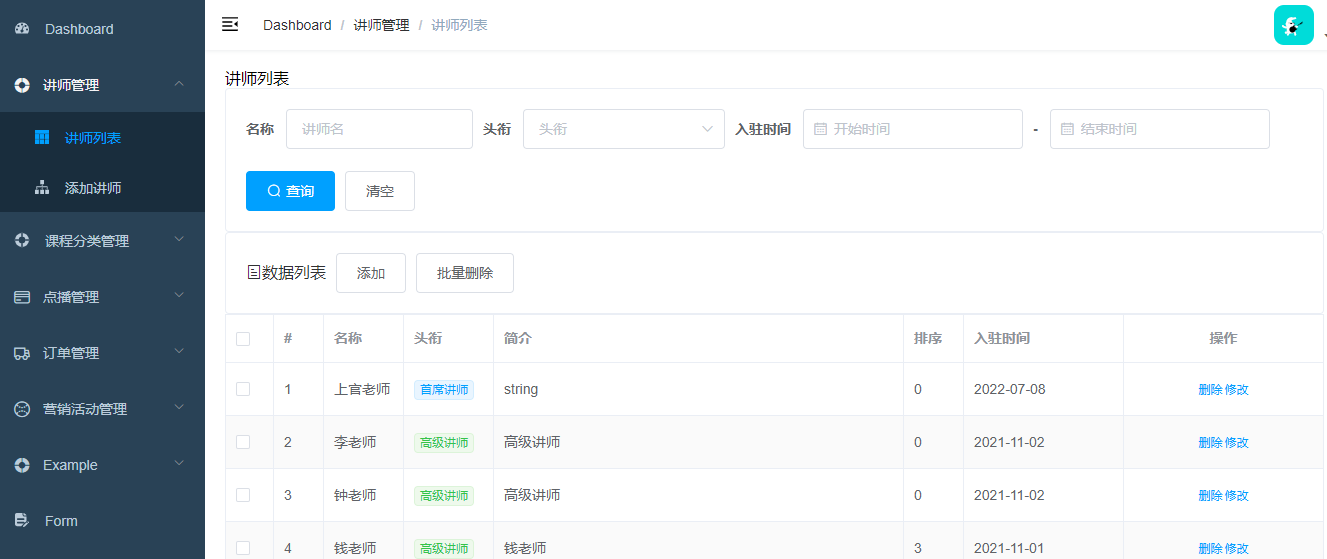 Dashboard
讲师管理
讲师列表
添加讲师
课程分类管理
点播管理
订单管理
营销活动管理
Example
Form
Dashboard / 讲师管理 / 讲师列表
讲师列表
名称 讲师名 头衔 头衔 入驻时间 开始时间 - 结束时间
查询 清空
数据列表 添加 批量删除
# 名称 头衔 简介 排序 入驻时间 操作
1 上官老师 首席讲师 string 0 2022-07-08 删除 修改
2 李老师 高级讲师 高级讲师 0 2021-11-02 删除 修改
3 钟老师 高级讲师 高级讲师 0 2021-11-02 删除 修改
4 钱老师 高级讲师 钱老师 3 2021-11-01 删除 修改